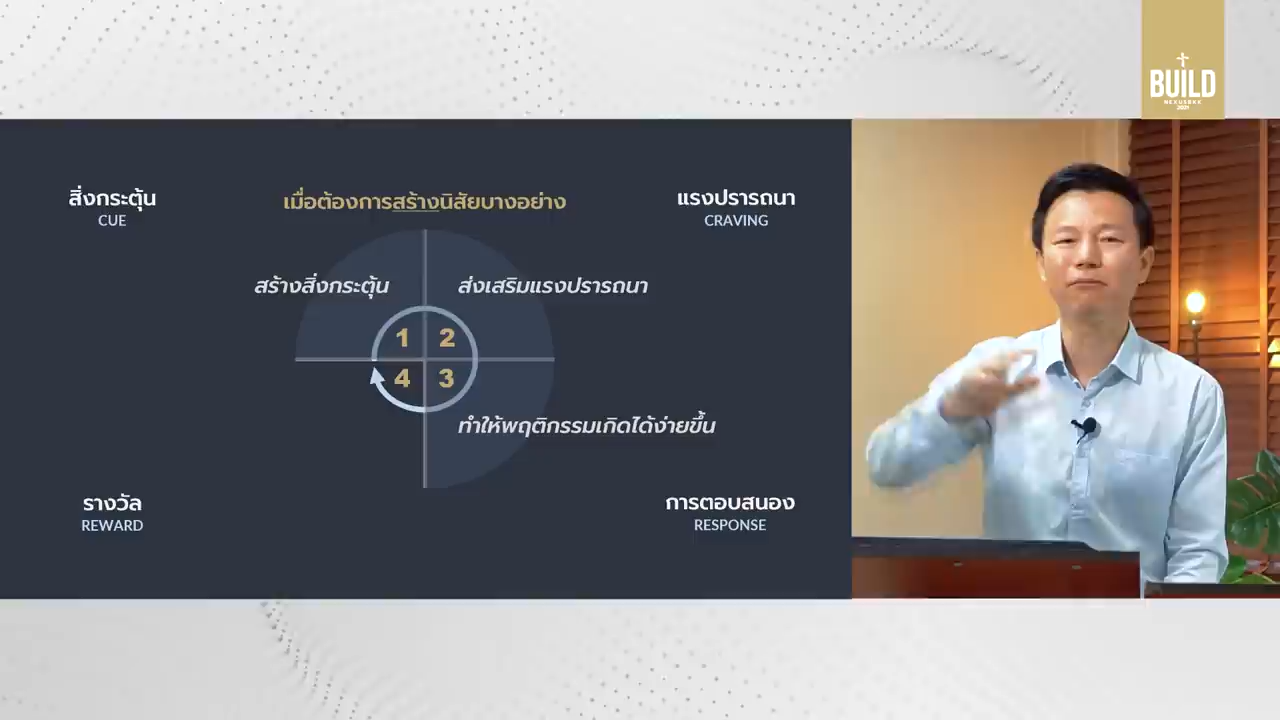 BUILD
NEXUSBKK
2021
สิ่งกระตุ้น
CUE
เมื่อต้องการสร้างนิสัยบางอย่าง
แรงปรารถนา
CRAVING
สร้างสิ่งกระตุ้น
ส่งเสริมแรงปรารถนา
1 2
4 3
ทำให้พฤติกรรมเกิดได้ง่ายขึ้น
รางวัล
REWARD
การตอบสนอง
RESPONSE